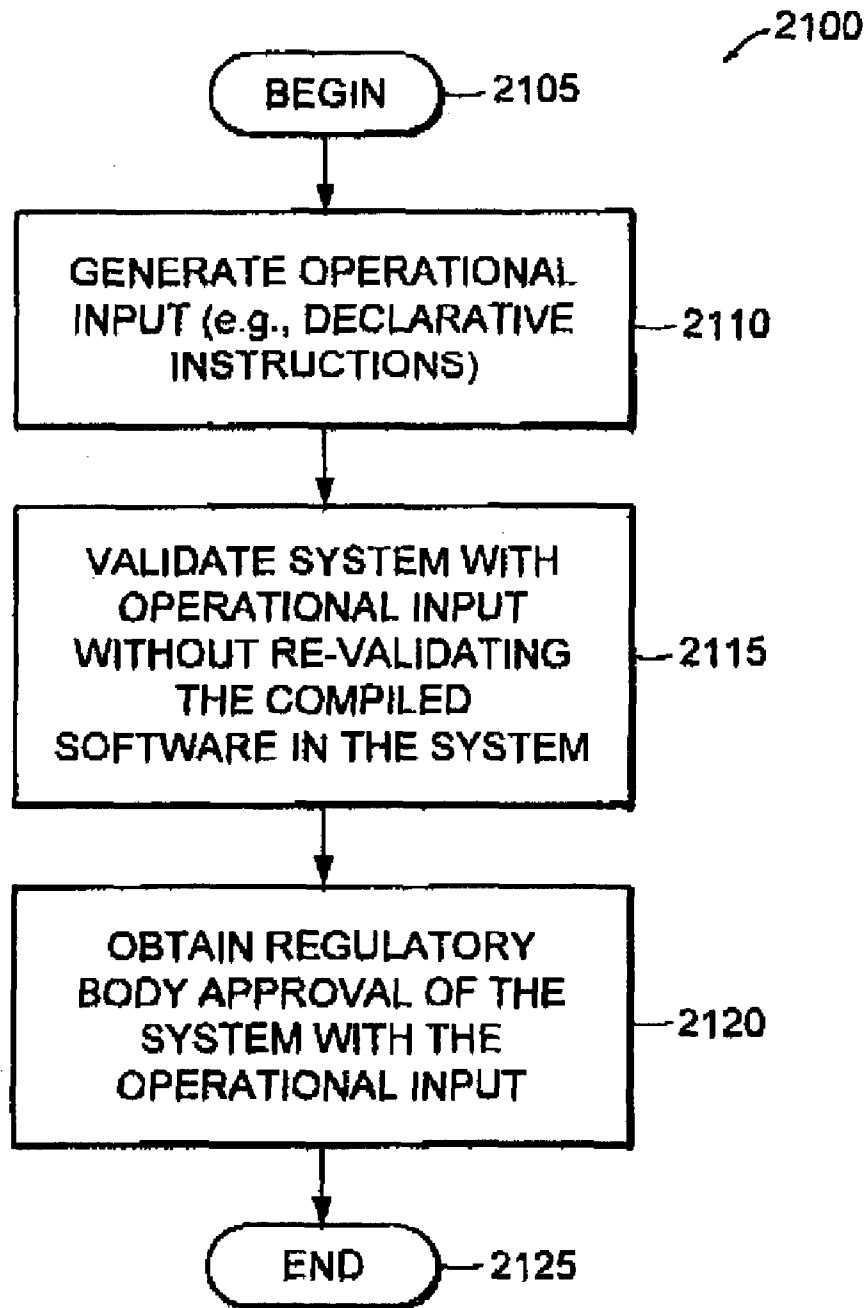 2100
BEGIN
2105
GENERATE OPERATIONAL
INPUT (e.g., DECLARATIVE
INSTRUCTIONS)
2110
VALIDATE SYSTEM WITH
OPERATIONAL INPUT
WITHOUT RE-VALIDATING
THE COMPILED
SOFTWARE IN THE SYSTEM
2115
OBTAIN REGULATORY
BODY APPROVAL OF THE
SYSTEM WITH THE
OPERATIONAL INPUT
2120
END
2125